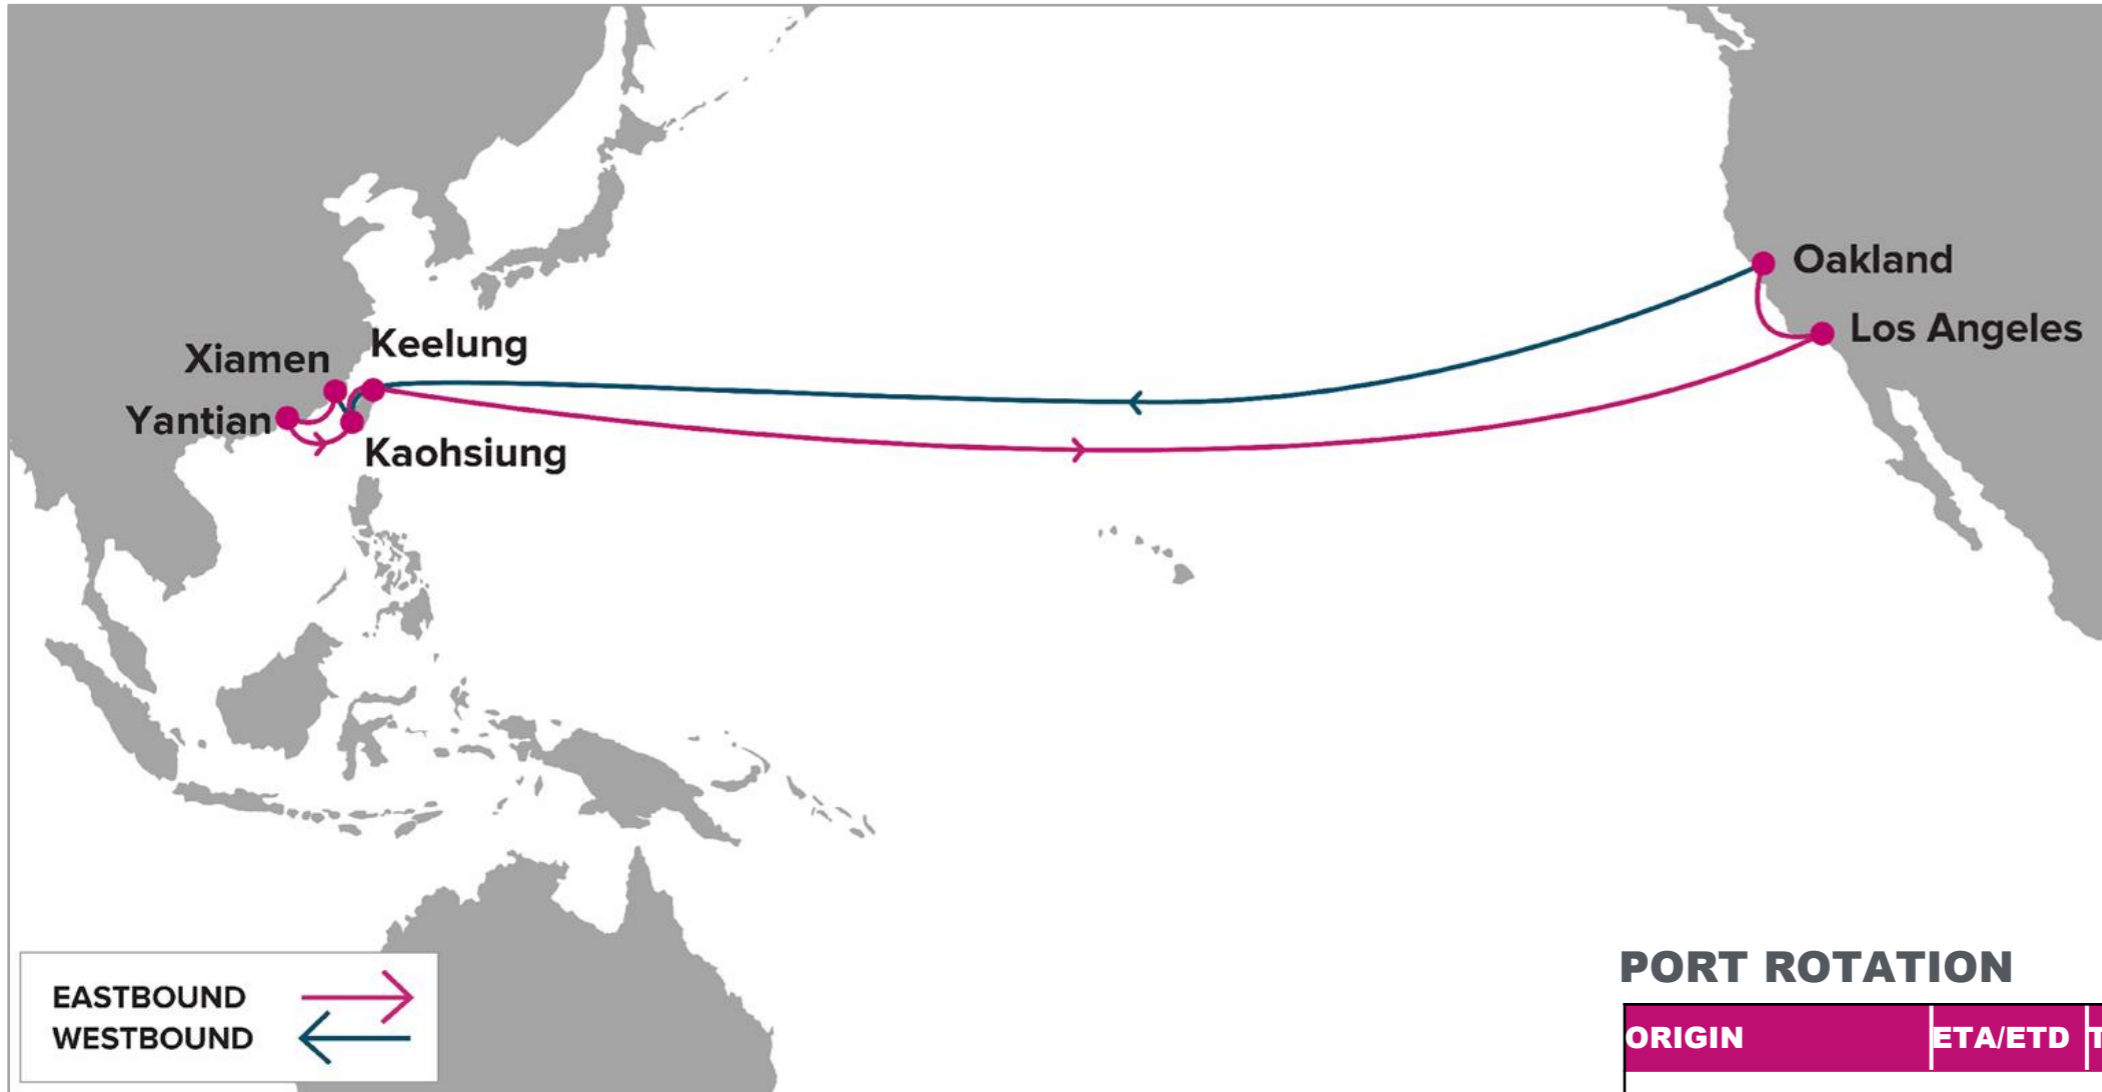 Oakland
Los Angeles
Keelung
Xiamen
Yantian
Kaohsiung
EASTBOUND
WESTBOUND
PORT ROTATION
ORIGIN ETA/ETD T